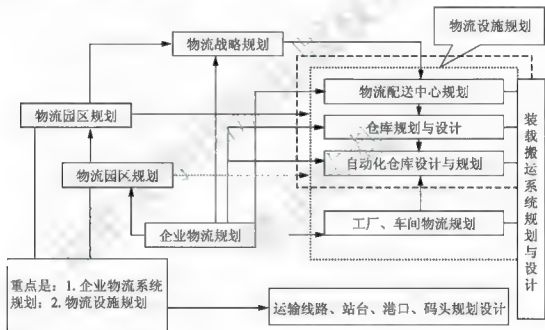 物流设施规划
物流战略规划
物流配送中心规划
物流园区规划
仓库规划与设计
自动化仓库设计与规划
物流园区规划
企业物流规划
工厂、车间物流规划
装载搬运系统规划与设计
重点是：1. 企业物流系统
规划；2. 物流设施规划
运输线路、站台、港口、码头规划设计